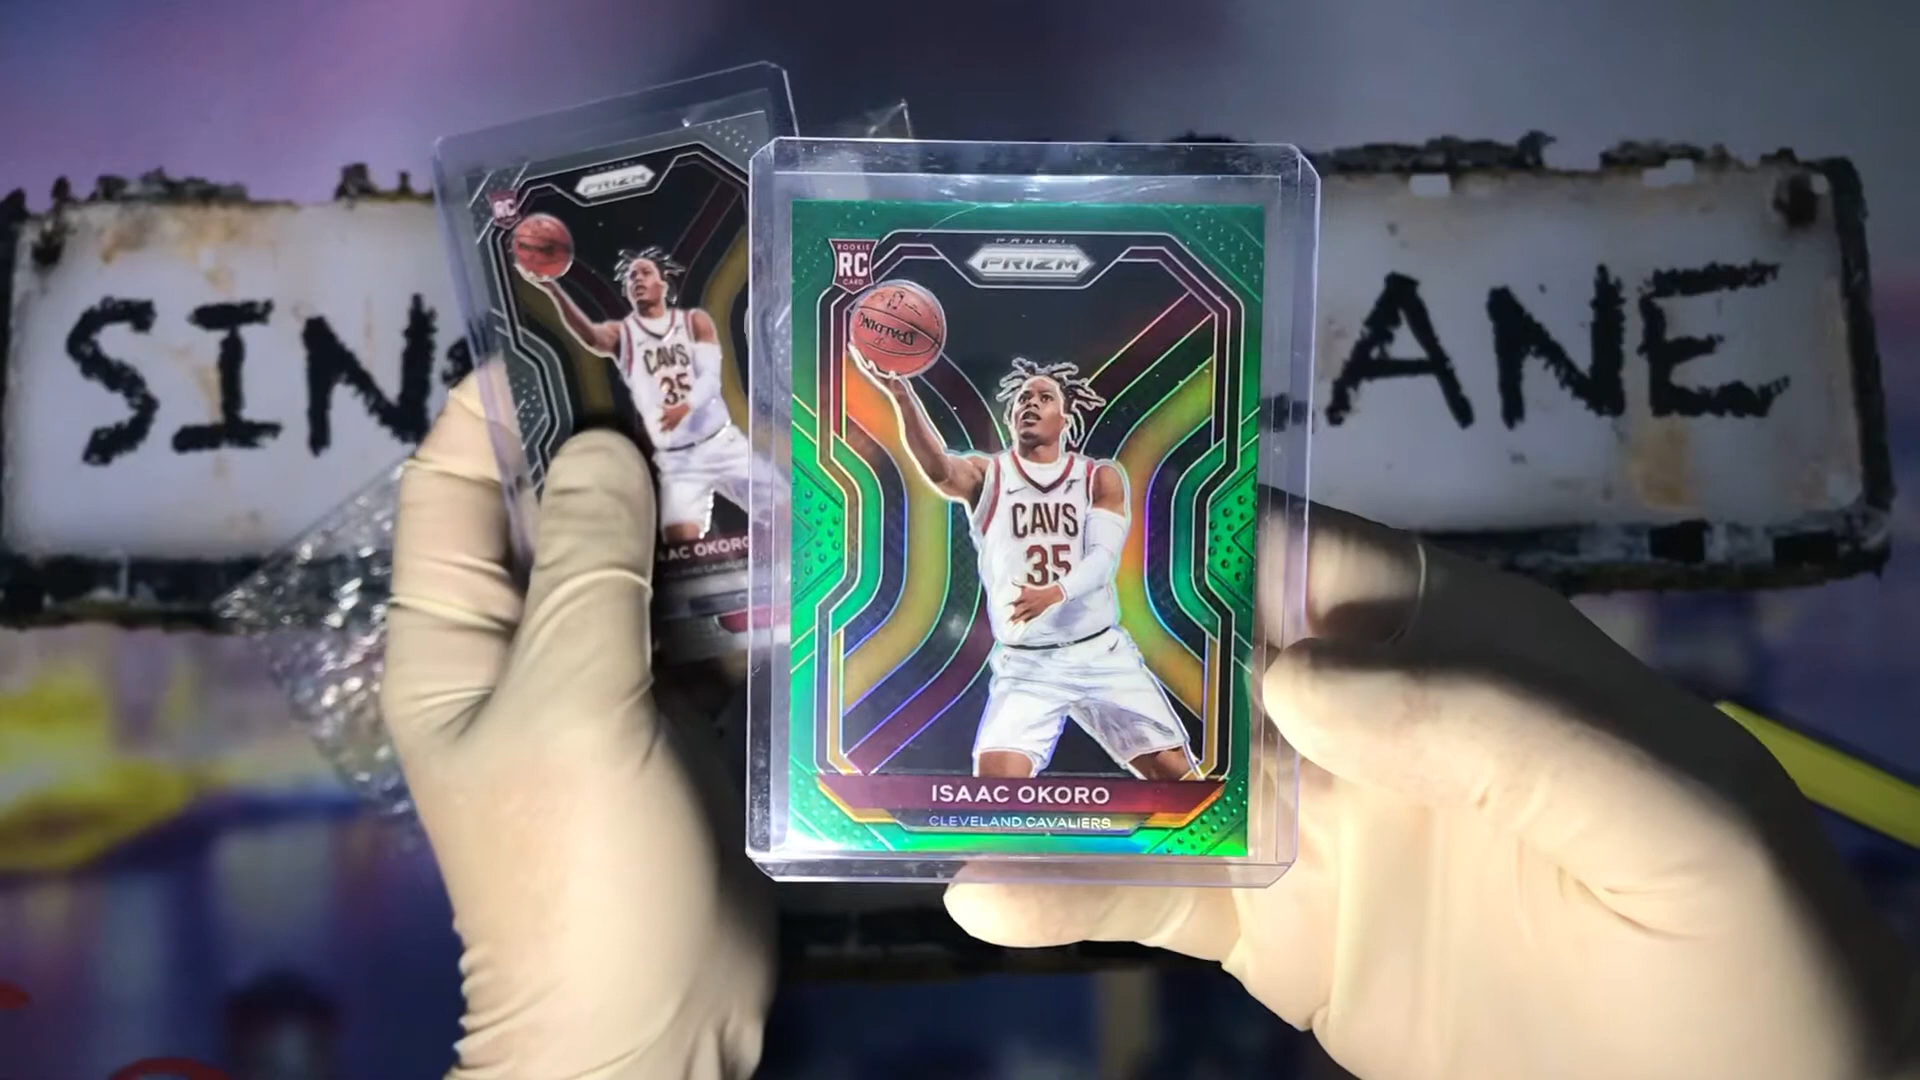 SIN
ANE
PRIZM
RC
CAVS
35
AAC OKORO
PANINI
PRIZM
ROOKIE
RC
CARD
SPALDING
CAVS
35
ISAAC OKORO
CLEVELAND CAVALIERS